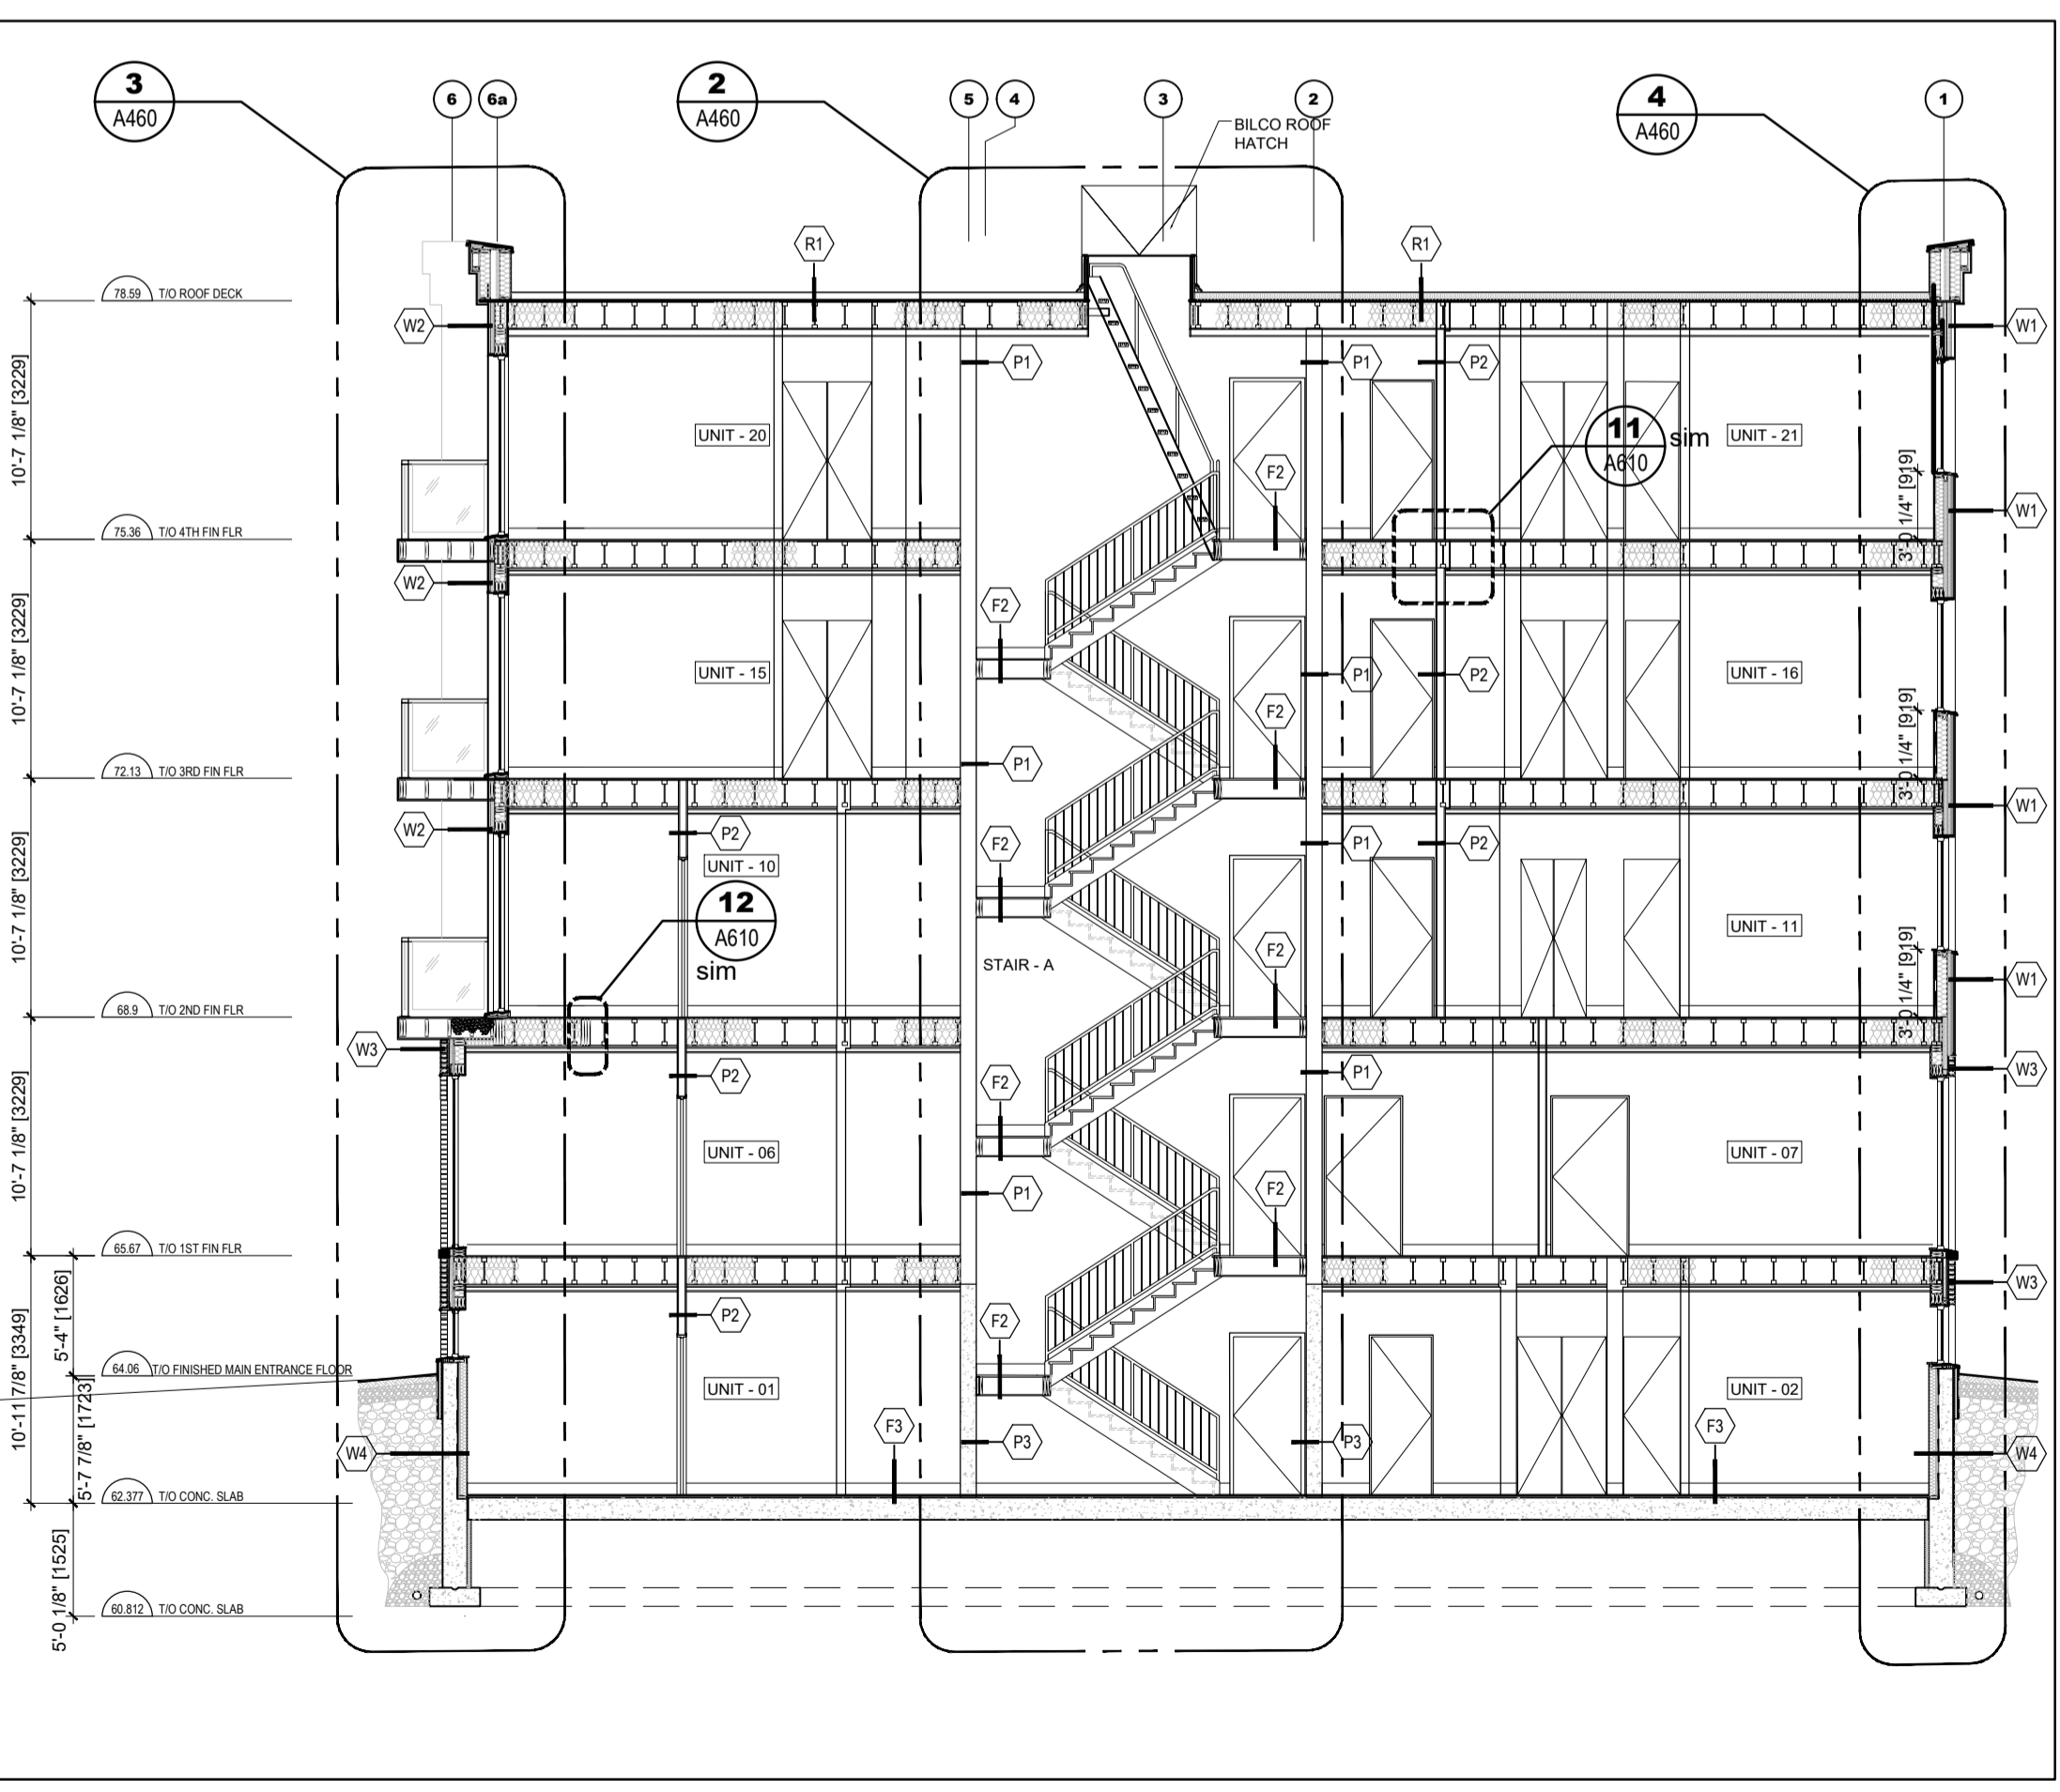 3
A460
6
6a
2
A460
5
4
3
2
4
A460
1
BILCO ROOF
HATCH
R1
R1
78.59 T/O ROOF DECK
W2
W1
P1
P1
P2
10'-7 1/8" [3229]
UNIT - 20
11
A610
sim
UNIT - 21
F2
3'-0 1/4" [919]
W1
75.36 T/O 4TH FIN FLR
W2
F2
10'-7 1/8" [3229]
UNIT - 15
P1
P2
UNIT - 16
F2
3'-0 1/4" [919]
72.13 T/O 3RD FIN FLR
P1
W1
W2
P2
F2
P1
P2
10'-7 1/8" [3229]
UNIT - 10
12
A610
sim
UNIT - 11
F2
STAIR - A
3'-0 1/4" [919]
W1
68.9 T/O 2ND FIN FLR
W3
P2
F2
P1
W3
10'-7 1/8" [3229]
UNIT - 06
UNIT - 07
P1
F2
65.67 T/O 1ST FIN FLR
W3
5'-4" [1626]
P2
F2
64.06 T/O FINISHED MAIN ENTRANCE FLOOR
10'-11 7/8" [3349]
5'-7 7/8" [1723]
UNIT - 01
UNIT - 02
F3
F3
W4
P3
P3
W4
62.377 T/O CONC. SLAB
5'-0 1/8" [1525]
60.812 T/O CONC. SLAB